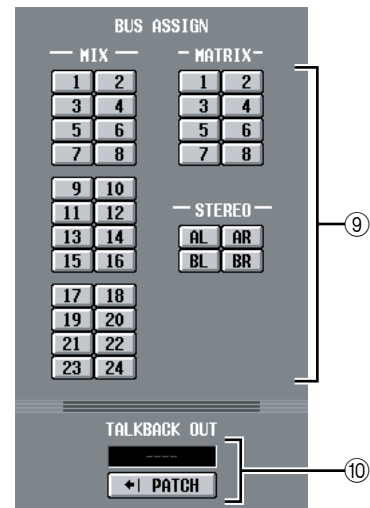 BUS ASSIGN
MIX
1 2
3 4
5 6
7 8
9 10
11 12
13 14
15 16
17 18
19 20
21 22
23 24
MATRIX
1 2
3 4
5 6
7 8
STEREO
AL AR
BL BR
⑨
TALKBACK OUT
----
PATCH
⑩